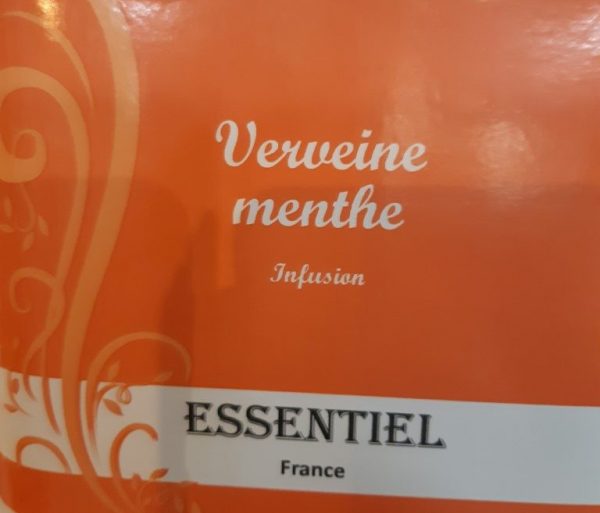 Verveine
menthe
Infusion
ESSENTIEL
France